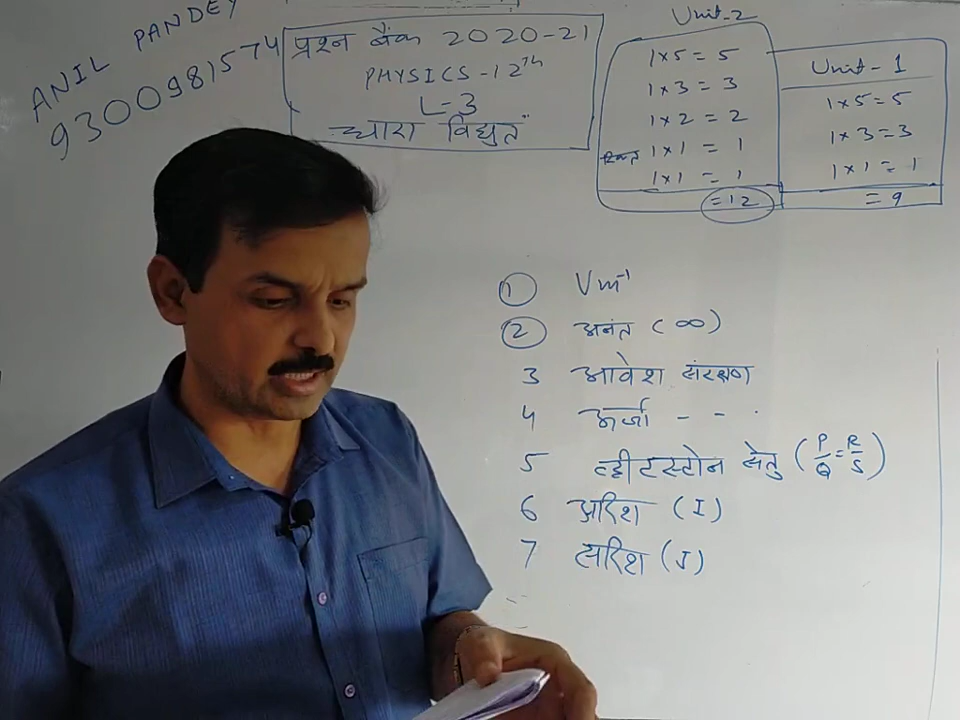 ANIL PANDEY
9300981574
प्रश्न बैंक 2020-21
PHYSICS-12th
L-3
धारा विद्युत
Unit-2
1×5 = 5
1×3 = 3
1×2 = 2
1×1 = 1
1×1 = 1
=12
Unit-1
1×5=5
1×3=3
1×1=1
=9
1 Vm⁻¹
2 अनंत (∞)
3 आवेश संरक्षण
4 ऊर्जा - -
5 व्हीटस्टोन सेतु (P/Q=R/S)
6 अदिश (I)
7 सदिश (J)